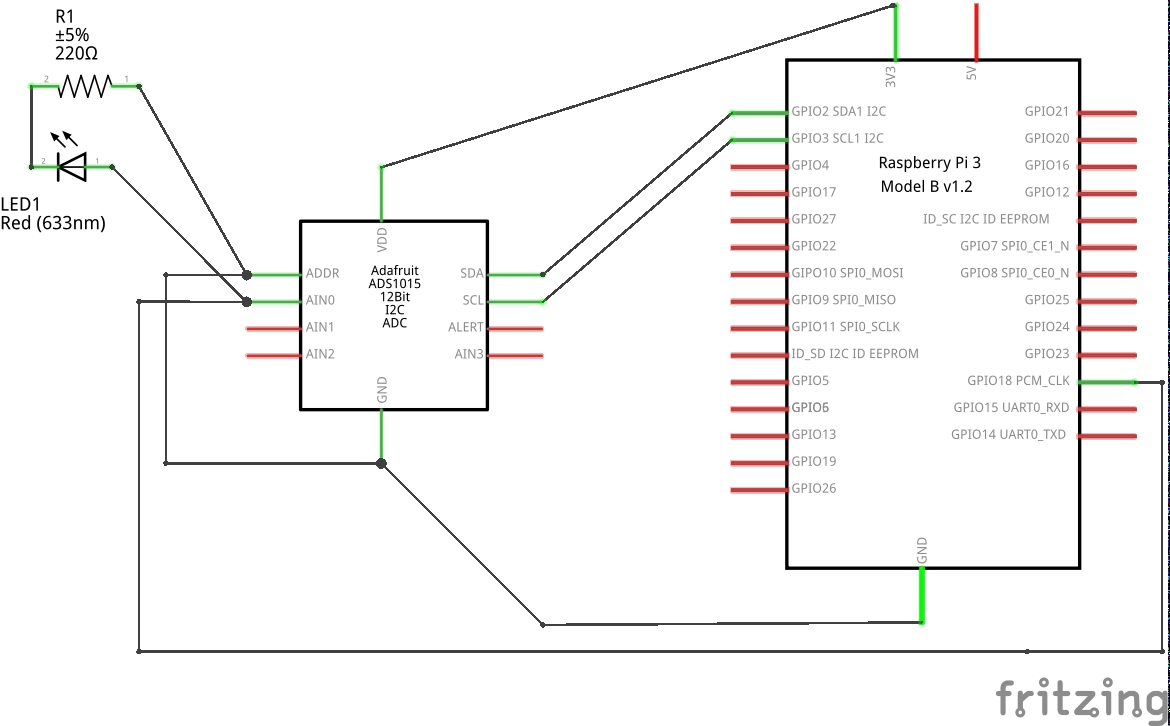 R1
±5%
220Ω
2
1
2
1
LED1
Red (633nm)
VDD
ADDR
AIN0
AIN1
AIN2
Adafruit
ADS1015
12Bit
I2C
ADC
SDA
SCL
ALERT
AIN3
GND
3V3
5V
GPIO2 SDA1 I2C
GPIO3 SCL1 I2C
GPIO4
GPIO17
GPIO27
GPIO22
GIPO10 SPI0_MOSI
GPIO9 SPI0_MISO
GPIO11 SPI0_SCLK
ID_SD I2C ID EEPROM
GPIO5
GPIO6
GPIO13
GPIO19
GPIO26
Raspberry Pi 3
Model B v1.2
GPIO21
GPIO20
GPIO16
GPIO12
ID_SC I2C ID EEPROM
GPIO7 SPI0_CE1_N
GPIO8 SPI0_CE0_N
GPIO25
GPIO24
GPIO23
GPIO18 PCM_CLK
GPIO15 UART0_RXD
GPIO14 UART0_TXD
GND
fritzing